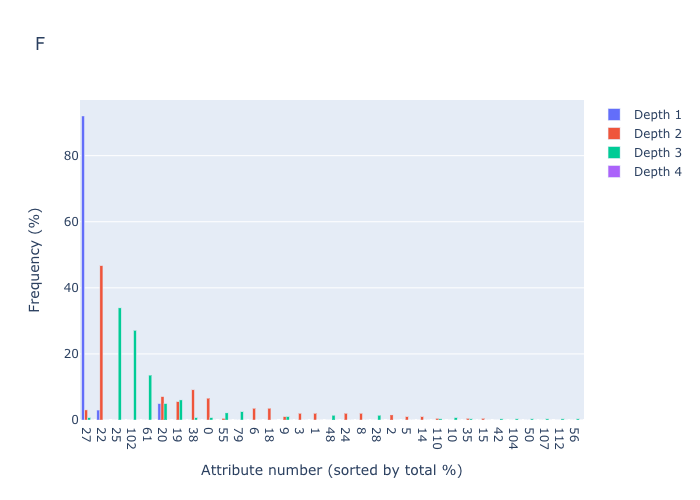 F
Depth 1
Depth 2
Depth 3
Depth 4
Frequency (%)
80
60
40
20
0
27 22 25 102 61 20 19 38 0 55 79 6 18 9 3 1 48 24 8 28 2 5 14 110 10 35 15 42 104 50 107 112 56
Attribute number (sorted by total %)